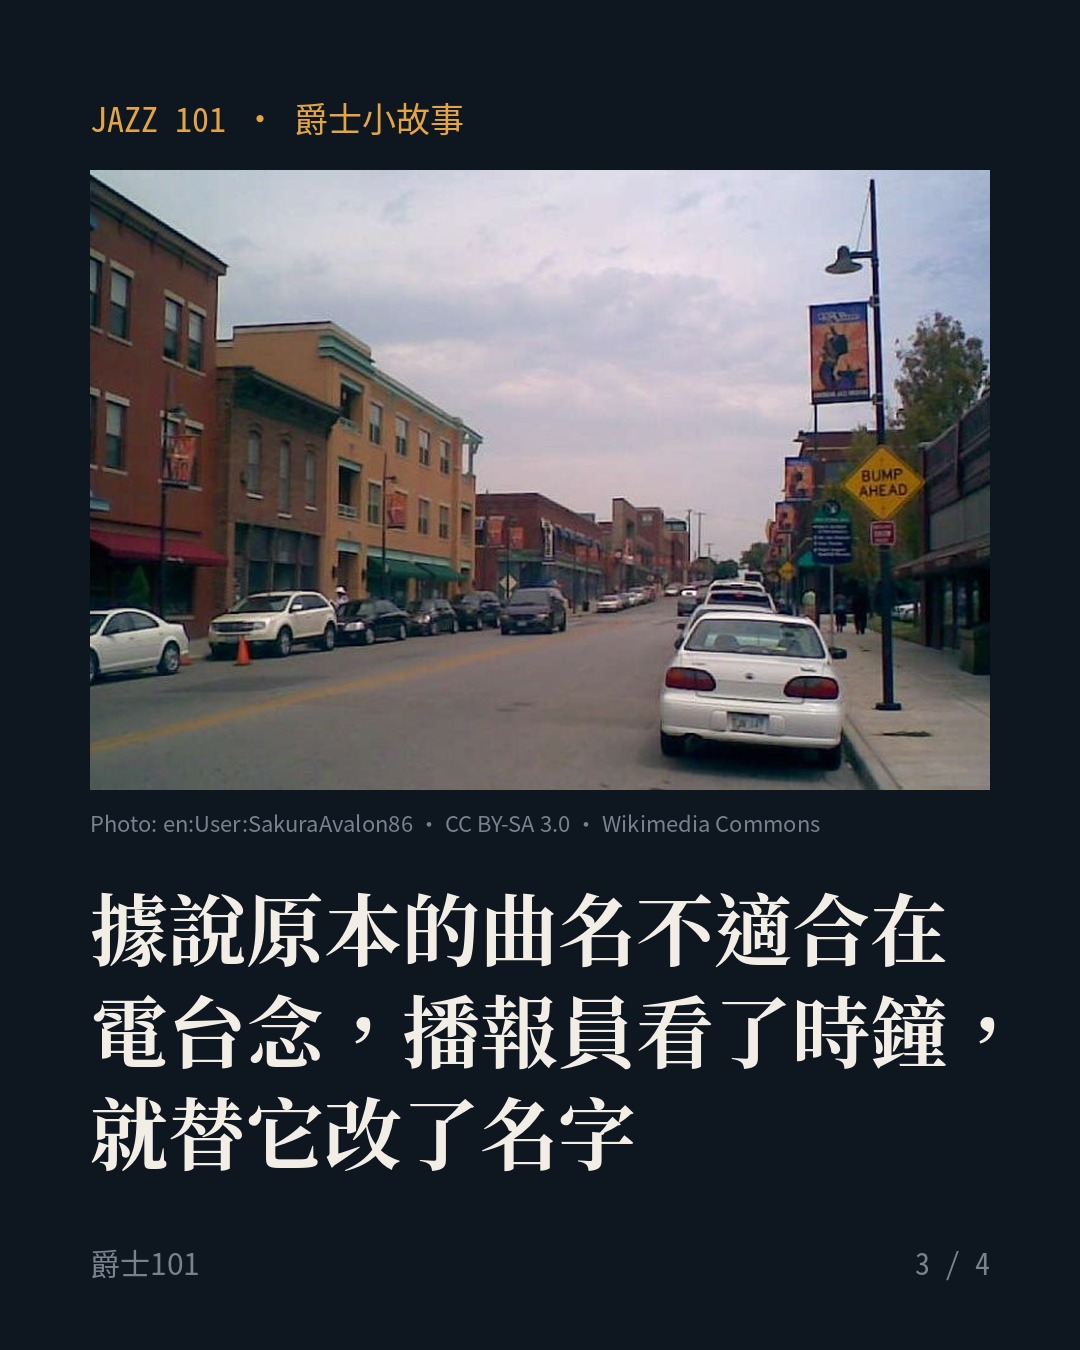 JAZZ 101 · 爵士小故事
BUMP
AHEAD
Photo: en:User:SakuraAvalon86 · CC BY-SA 3.0 · Wikimedia Commons
據說原本的曲名不適合在
電台念，播報員看了時鐘，
就替它改了名字
爵士101
3 / 4